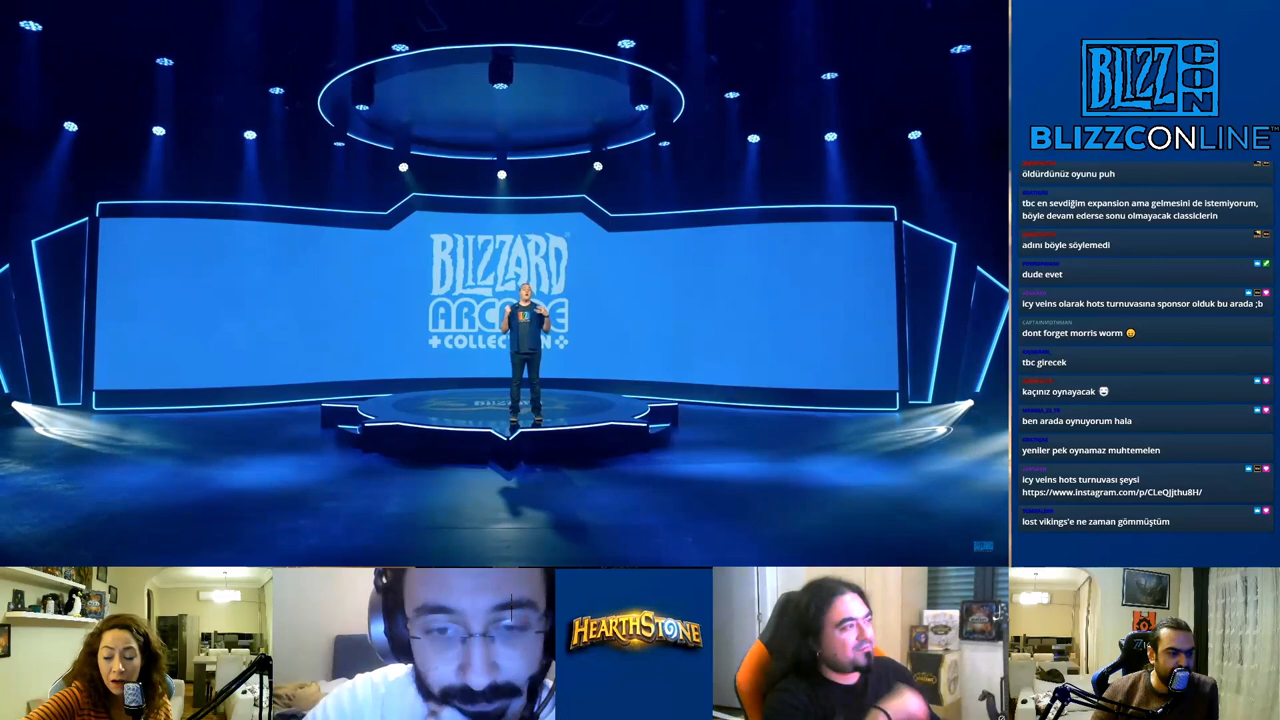 BLIZZARD
ARCADE
COLLECTION
BLIZZ
CON
BLIZZCONLINE
öldürdünüz oyunu puh
tbc en sevdiğim expansion ama gelmesini de istemiyorum,
böyle devam ederse sonu olmayacak classiclerin
adını böyle söylemedi
dude evet
icy veins olarak hots turnuvasına sponsor olduk bu arada ;b
dont forget morris worm
tbc girecek
kaçınız oynayacak
ben arada oynuyorum hala
yeniler pek oynamaz muhtemelen
icy veins hots turnuvası şeysi
https://www.instagram.com/p/CLeQJjthu8H/
lost vikings'e ne zaman gömmüştüm
HEARTHSTONE